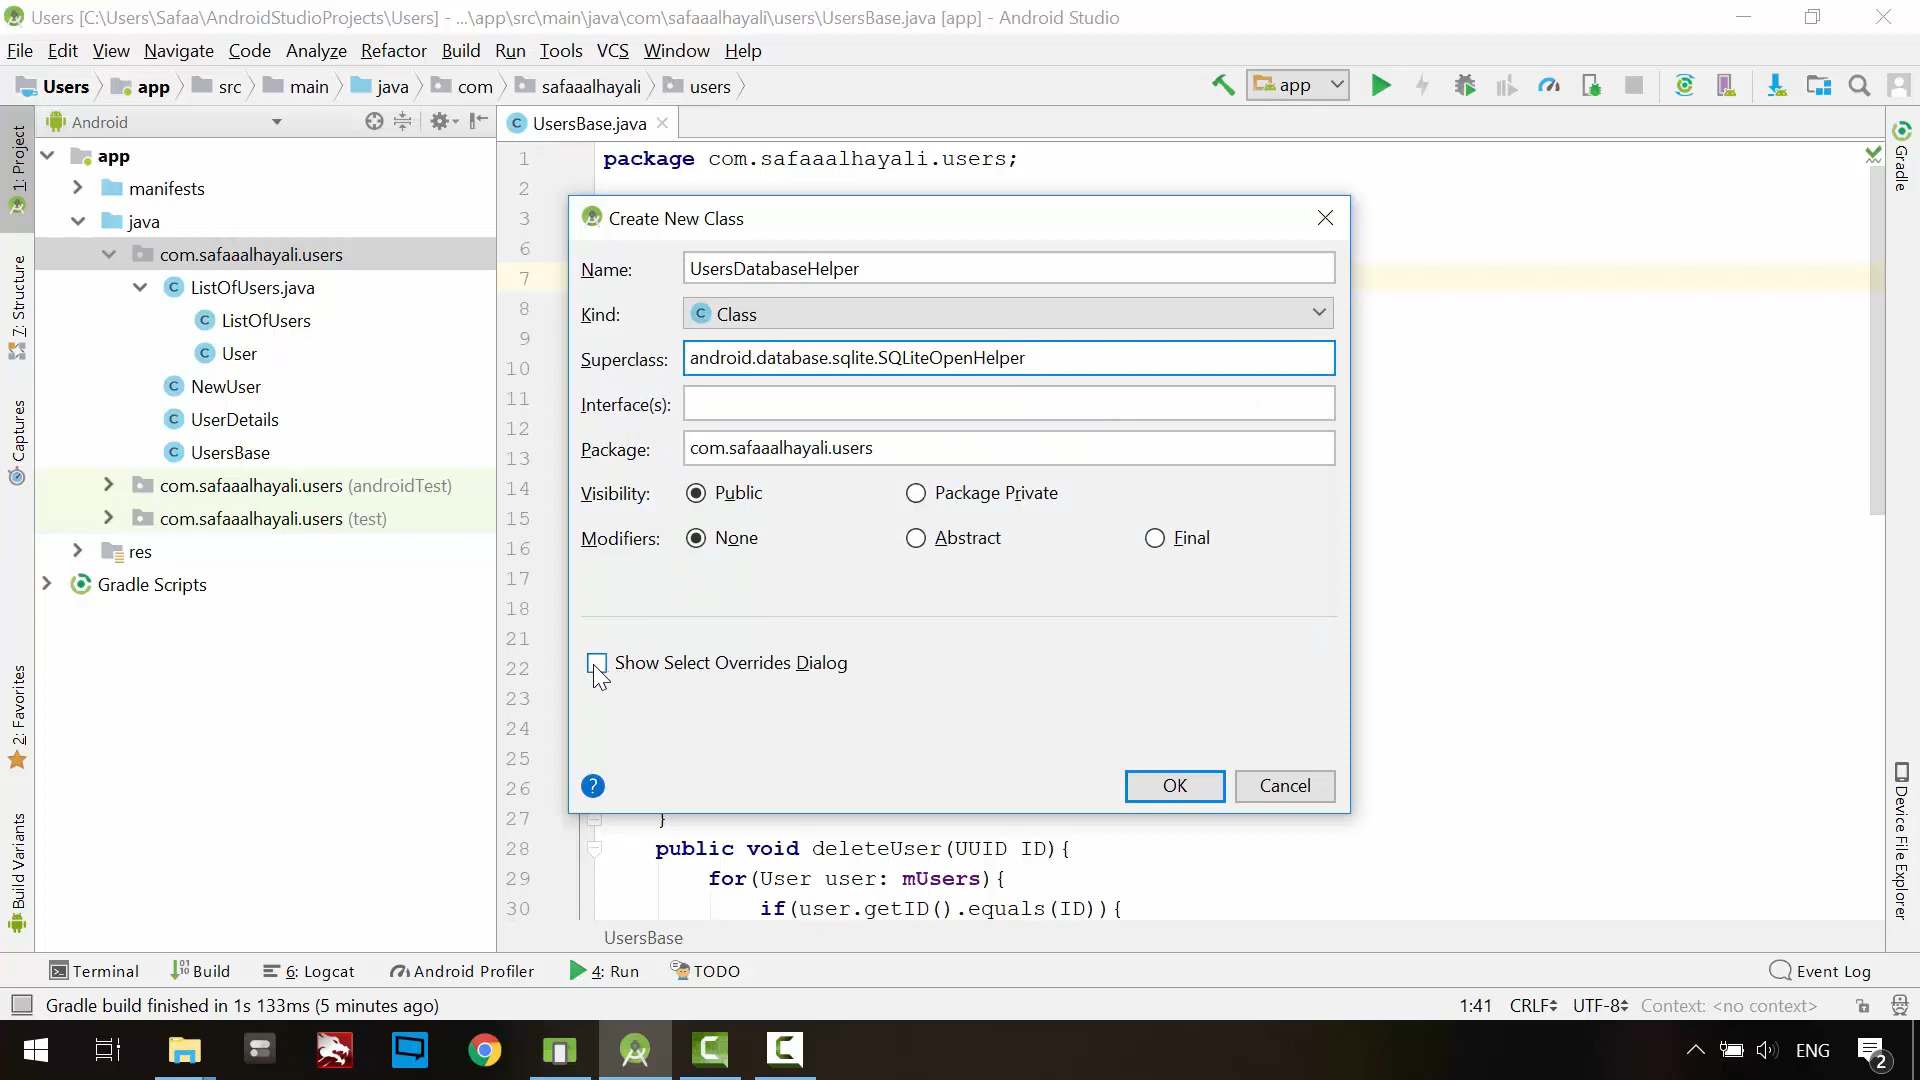 Users [C:\Users\Safaa\AndroidStudioProjects\Users] - ...\app\src\main\java\com\safaaalhayali\users\UsersBase.java [app] - Android Studio
File Edit View Navigate Code Analyze Refactor Build Run Tools VCS Window Help
Users app src main java com safaaalhayali users app
Android
UsersBase.java
1: Project
7: Structure
Captures
2: Favorites
Build Variants
app
manifests
java
com.safaaalhayali.users
ListOfUsers.java
ListOfUsers
User
NewUser
UserDetails
UsersBase
com.safaaalhayali.users (androidTest)
com.safaaalhayali.users (test)
res
Gradle Scripts
1 package com.safaaalhayali.users;
2
3
6
7
8
9
10
11
12
13
14
15
16
17
18
21
22
23
24
25
26
27 }
28 public void deleteUser(UUID ID){
29 for(User user: mUsers){
30 if(user.getID().equals(ID)){
UsersBase
Create New Class
Name: UsersDatabaseHelper
Kind: C Class
Superclass: android.database.sqlite.SQLiteOpenHelper
Interface(s):
Package: com.safaaalhayali.users
Visibility: Public Package Private
Modifiers: None Abstract Final
Show Select Overrides Dialog
? OK Cancel
Gradle
Device File Explorer
Terminal Build 6: Logcat Android Profiler 4: Run TODO Event Log
Gradle build finished in 1s 133ms (5 minutes ago) 1:41 CRLF UTF-8 Context: <no context>
ENG 2